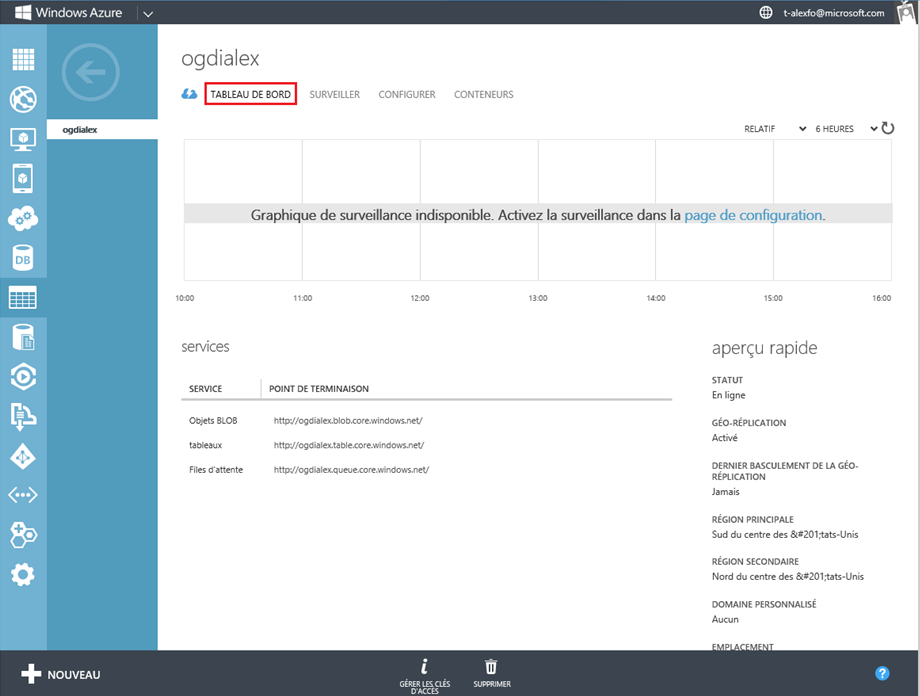 Windows Azure
t-alexfo@microsoft.com
ogdialex
ogdialex
TABLEAU DE BORD SURVEILLER CONFIGURER CONTENEURS
RELATIF 6 HEURES
Graphique de surveillance indisponible. Activez la surveillance dans la page de configuration.
10:00 11:00 12:00 13:00 14:00 15:00 16:00
services
SERVICE POINT DE TERMINAISON
Objets BLOB http://ogdialex.blob.core.windows.net/
tableaux http://ogdialex.table.core.windows.net/
Files d'attente http://ogdialex.queue.core.windows.net/
aperçu rapide
STATUT
En ligne
GÉO-RÉPLICATION
Activé
DERNIER BASCULEMENT DE LA GÉO-
RÉPLICATION
Jamais
RÉGION PRINCIPALE
Sud du centre des &#201;tats-Unis
RÉGION SECONDAIRE
Nord du centre des &#201;tats-Unis
DOMAINE PERSONNALISÉ
Aucun
EMPLACEMENT
DB
NOUVEAU
GÉRER LES CLÉS
D'ACCÈS
SUPPRIMER
?